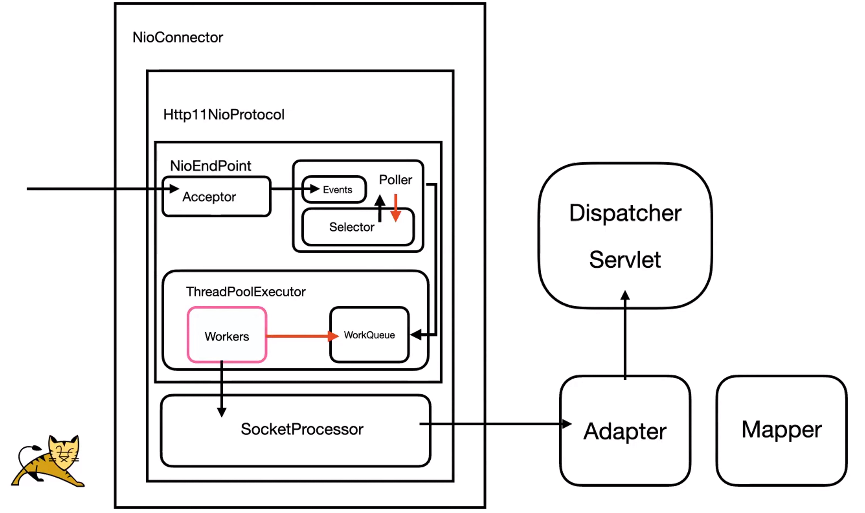 NioConnector
Http11NioProtocol
NioEndPoint
Acceptor
Events
Poller
Selector
ThreadPoolExecutor
Workers
WorkQueue
SocketProcessor
Dispatcher
Servlet
Adapter
Mapper